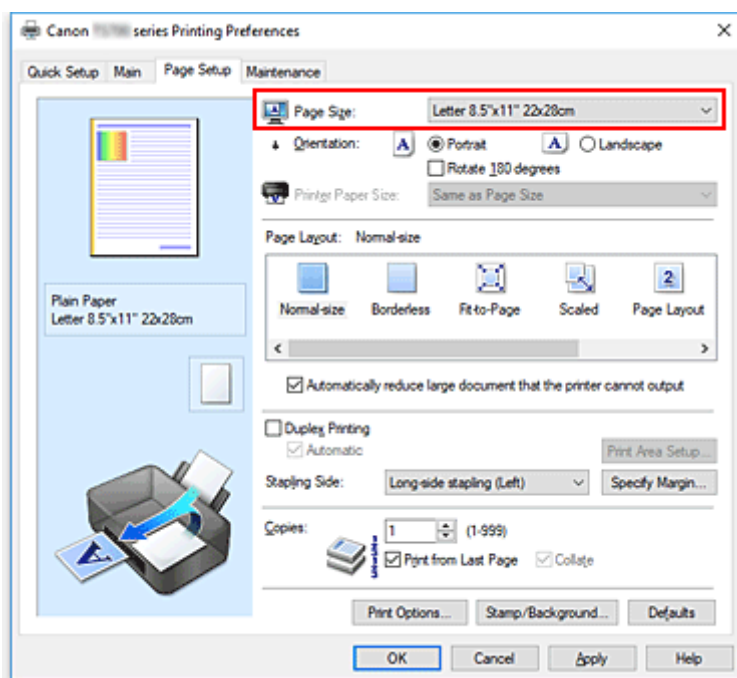 Canon series Printing Preferences
Quick Setup Main Page Setup Maintenance
Page Size: Letter 8.5"x11" 22x28cm
Orientation: A Portrait A Landscape
Rotate 180 degrees
Printer Paper Size: Same as Page Size
Page Layout: Normal-size
2
Normal-size Borderless Fit-to-Page Scaled Page Layout
Plain Paper
Letter 8.5"x11" 22x28cm
Automatically reduce large document that the printer cannot output
Duplex Printing
Automatic
Print Area Setup...
Stapling Side: Long-side stapling (Left) Specify Margin...
Copies: 1 (1-999)
Print from Last Page Collate
A
Print Options... Stamp/Background... Defaults
OK Cancel Apply Help